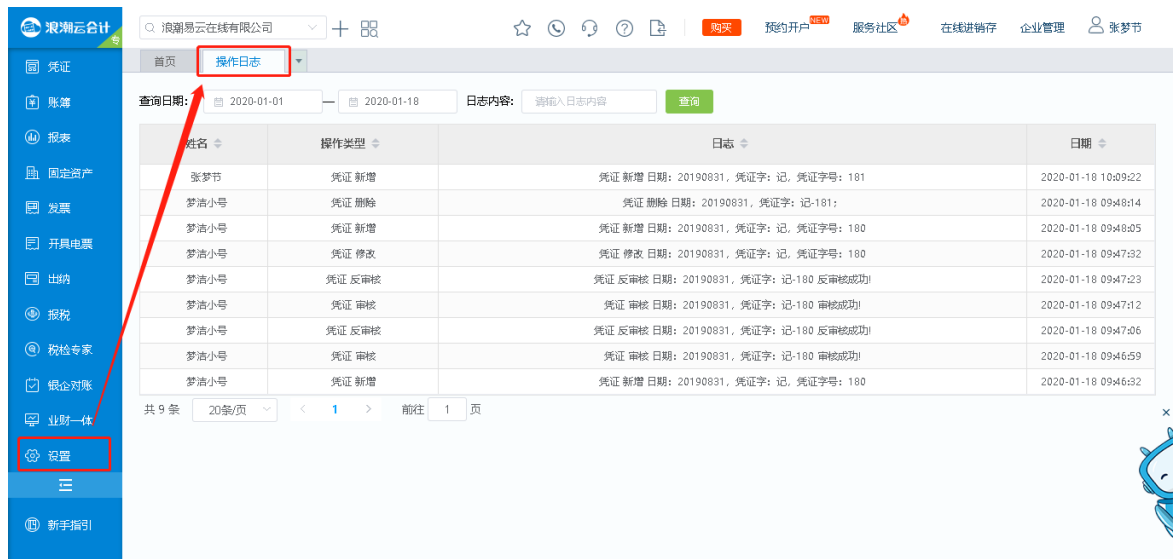 浪潮云会计
专
浪潮易云在线有限公司
购买
预约开户
NEW
服务社区
在线进销存
企业管理
张梦节
凭证
账簿
报表
固定资产
发票
开具电票
出纳
报税
税检专家
银企对账
业财一体
设置
新手指引
首页
操作日志
查询日期: 2020-01-01 — 2020-01-18 日志内容: 请输入日志内容 查询
姓名 操作类型 日志 日期
张梦节 凭证 新增 凭证 新增 日期: 20190831, 凭证字: 记, 凭证字号: 181 2020-01-18 10:09:22
梦洁小号 凭证 删除 凭证 删除 日期: 20190831, 凭证字: 记-181; 2020-01-18 09:48:14
梦洁小号 凭证 新增 凭证 新增 日期: 20190831, 凭证字: 记, 凭证字号: 180 2020-01-18 09:48:05
梦洁小号 凭证 修改 凭证 修改 日期: 20190831, 凭证字: 记, 凭证字号: 180 2020-01-18 09:47:32
梦洁小号 凭证 反审核 凭证 反审核 日期: 20190831, 凭证字: 记-180 反审核成功! 2020-01-18 09:47:23
梦洁小号 凭证 审核 凭证 审核 日期: 20190831, 凭证字: 记-180 审核成功! 2020-01-18 09:47:12
梦洁小号 凭证 反审核 凭证 反审核 日期: 20190831, 凭证字: 记-180 反审核成功! 2020-01-18 09:47:06
梦洁小号 凭证 审核 凭证 审核 日期: 20190831, 凭证字: 记-180 审核成功! 2020-01-18 09:46:59
梦洁小号 凭证 新增 凭证 新增 日期: 20190831, 凭证字: 记, 凭证字号: 180 2020-01-18 09:46:32
共 9 条 20条/页 < 1 > 前往 1 页